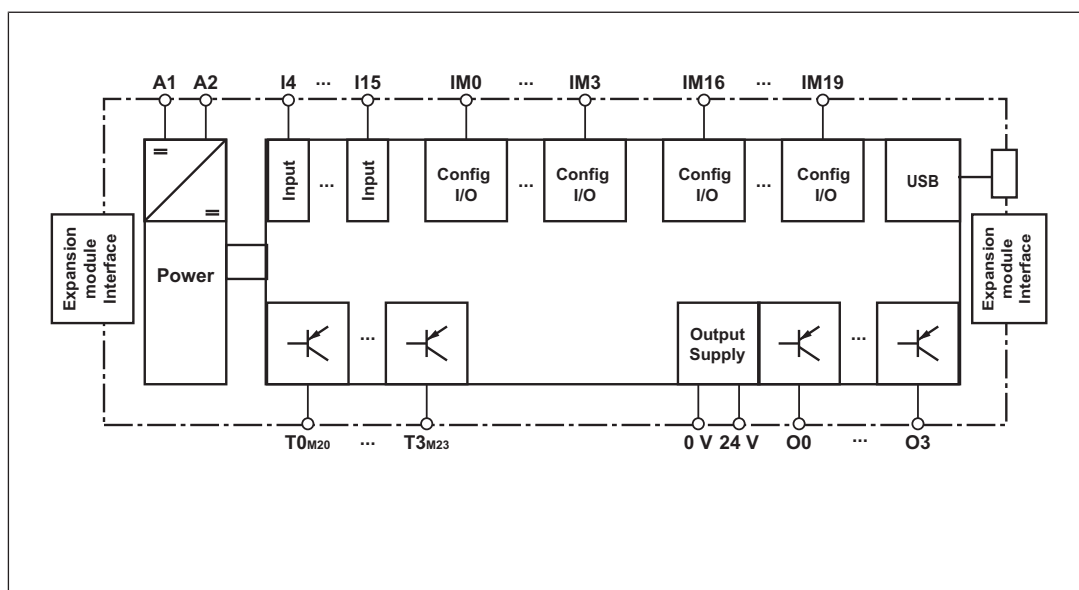 A1 A2 I4 ... I15 IM0 ... IM3 IM16 ... IM19
= Input ... Input Config I/O ... Config I/O Config I/O ... Config I/O USB
=
Expansion module Interface
Power
Expansion module Interface
... Output Supply ...
T0M20 ... T3M23 0 V 24 V O0 ... O3